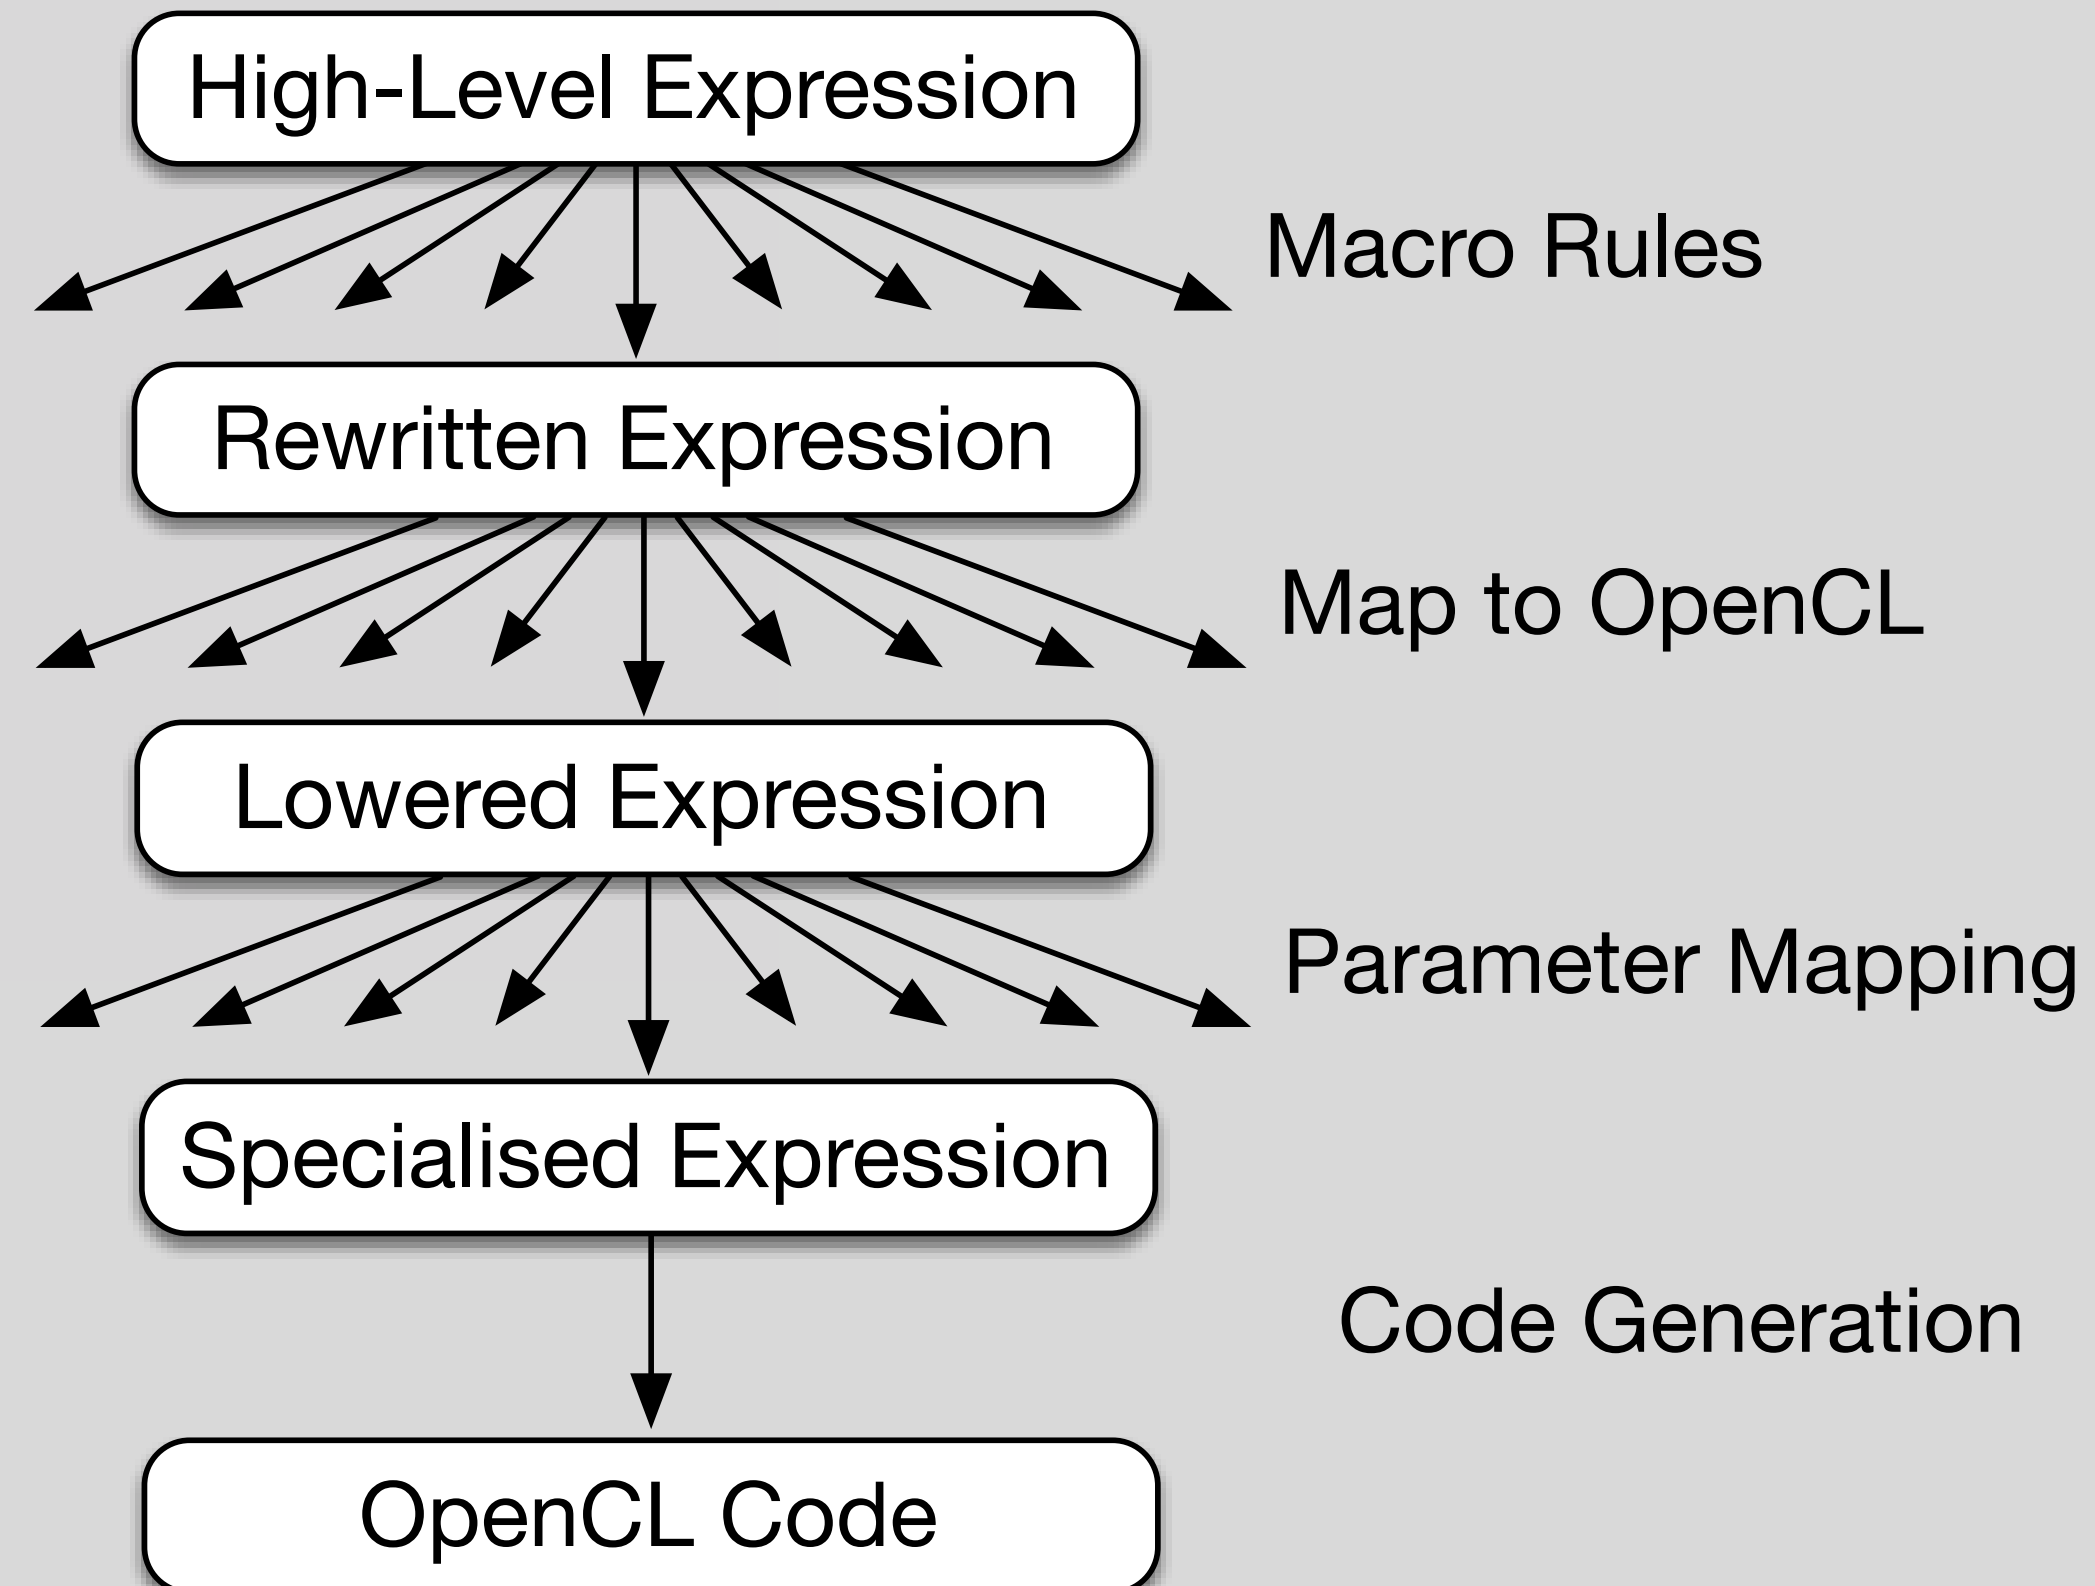 High-Level Expression
Macro Rules
Rewritten Expression
Map to OpenCL
Lowered Expression
Parameter Mapping
Specialised Expression
Code Generation
OpenCL Code